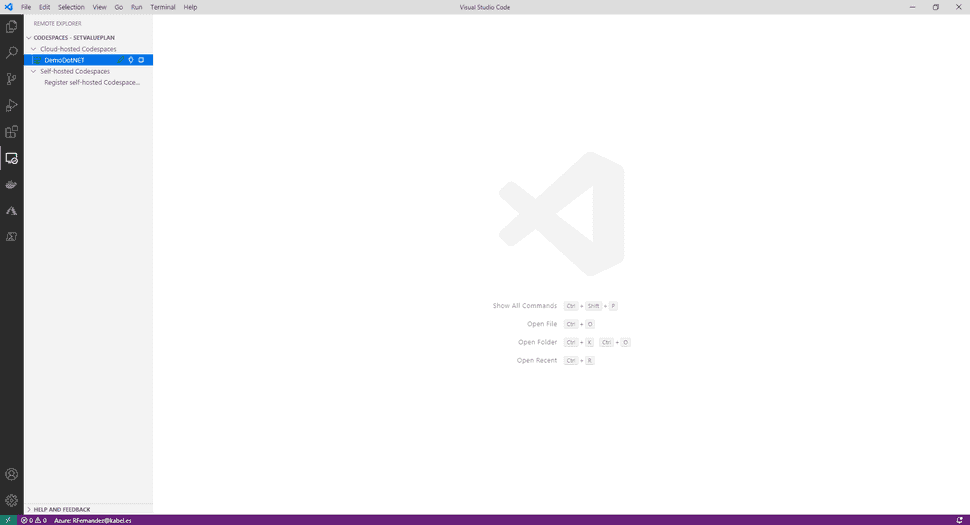 File Edit Selection View Go Run Terminal Help
Visual Studio Code
REMOTE EXPLORER
CODESPACES - SETVALUEPLAN
Cloud-hosted Codespaces
DemoDotNET
Self-hosted Codespaces
Register self-hosted Codespace...
Show All Commands Ctrl + Shift + P
Open File Ctrl + O
Open Folder Ctrl + K Ctrl + O
Open Recent Ctrl + R
HELP AND FEEDBACK
0 0 Azure: RFernandez@kabel.es